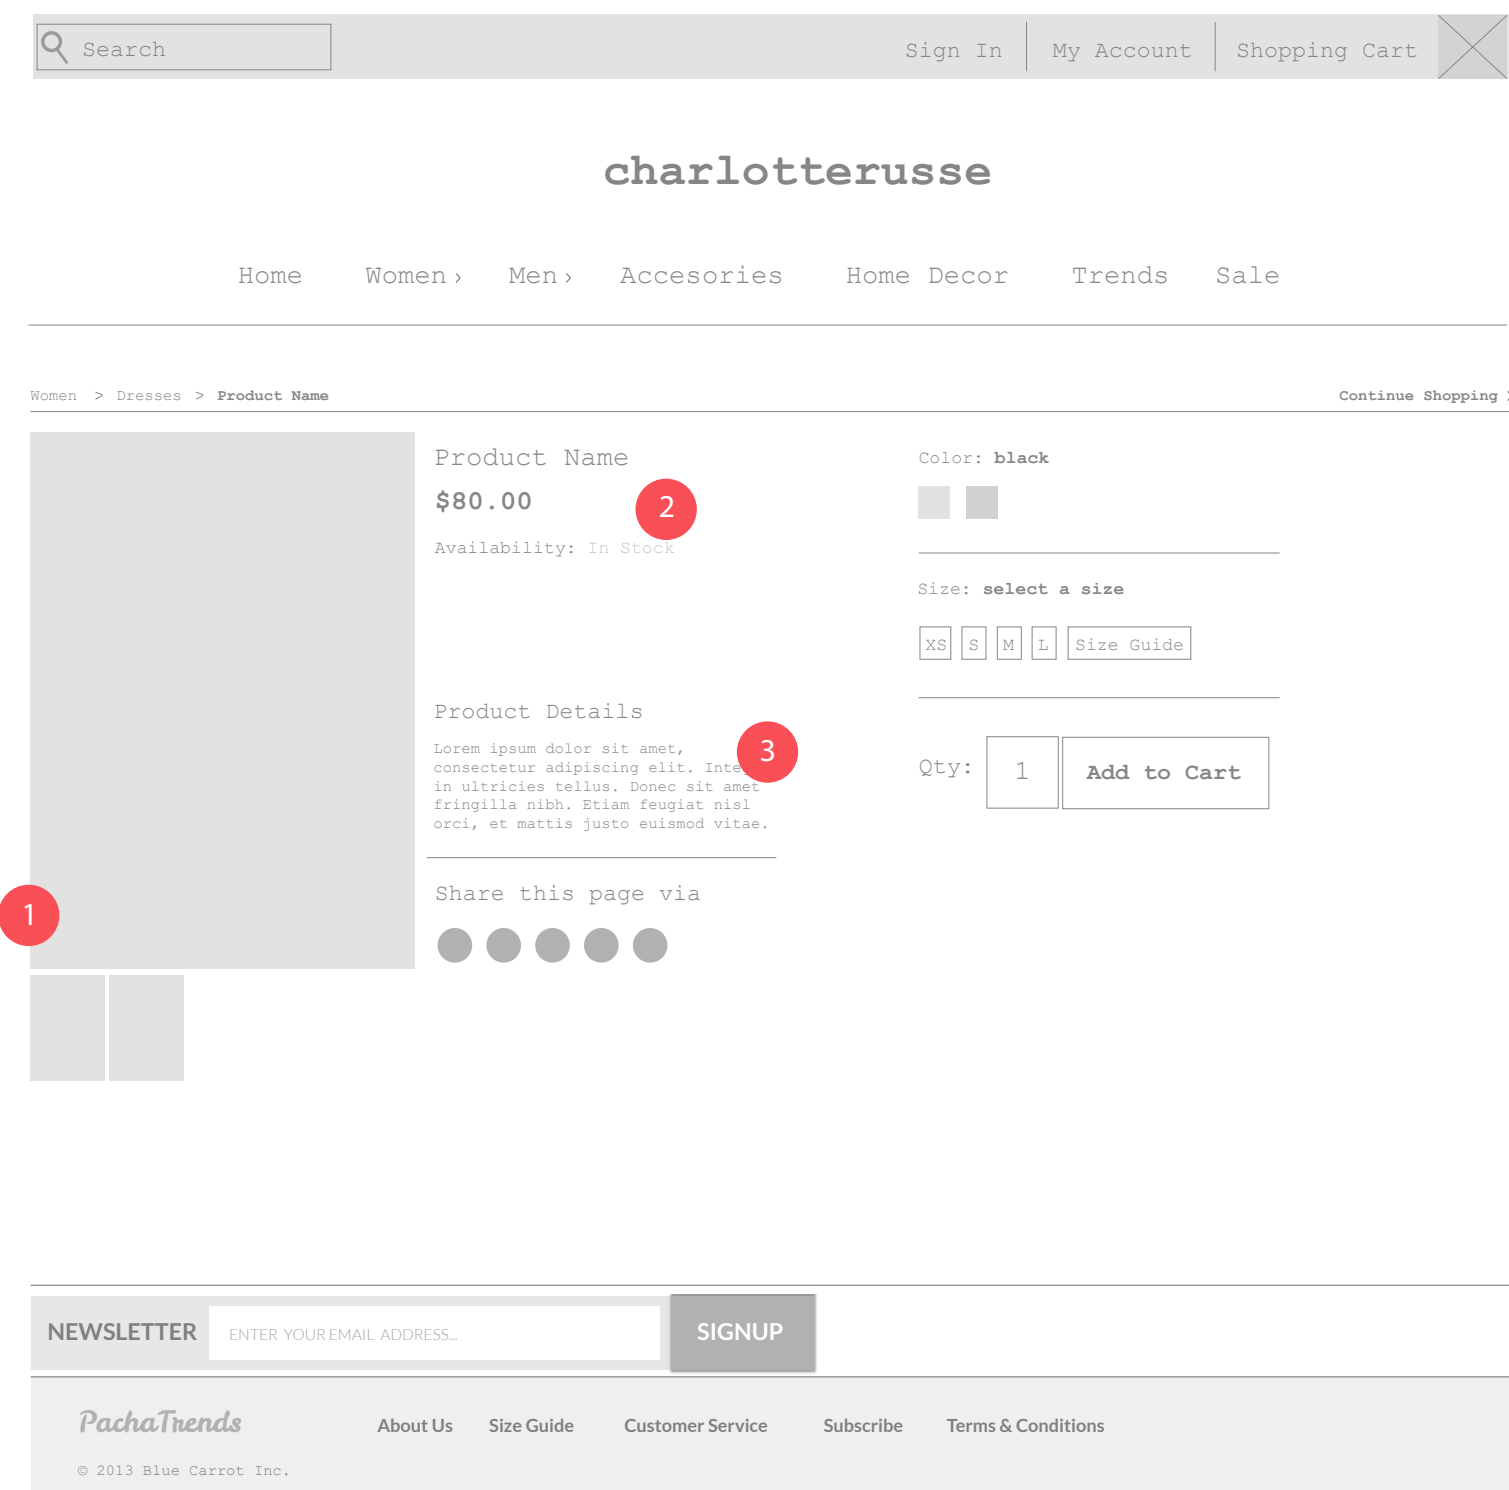 Search
Sign In
My Account
Shopping Cart
charlotterusse
Home Women › Men › Accesories Home Decor Trends Sale
Women > Dresses > Product Name
Continue Shopping
Product Name
$80.00
2
Availability: In Stock
Product Details
Lorem ipsum dolor sit amet,
consectetur adipiscing elit.
3
in ultricies tellus. Donec sit amet
fringilla nibh. Etiam feugiat nisl
orci, et mattis justo euismod vitae.
Share this page via
1
Color: black
Size: select a size
XS S M L Size Guide
Qty: 1 Add to Cart
NEWSLETTER ENTER YOUR EMAIL ADDRESS... SIGNUP
PachaTrends
About Us Size Guide Customer Service Subscribe Terms & Conditions
© 2013 Blue Carrot Inc.